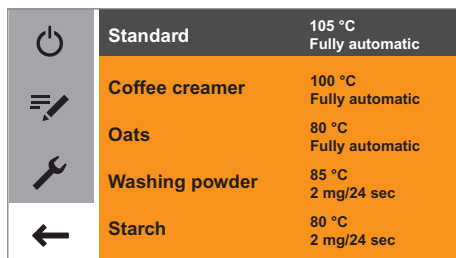 Standard
105 °C
Fully automatic
Coffee creamer
100 °C
Fully automatic
Oats
80 °C
Fully automatic
Washing powder
85 °C
2 mg/24 sec
Starch
80 °C
2 mg/24 sec